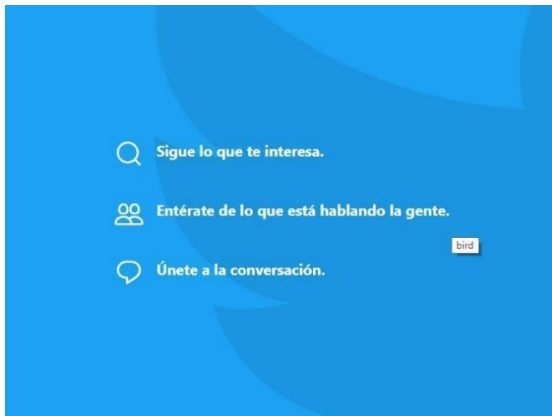 Sigue lo que te interesa.
Entérate de lo que está hablando la gente.
bird
Únete a la conversación.